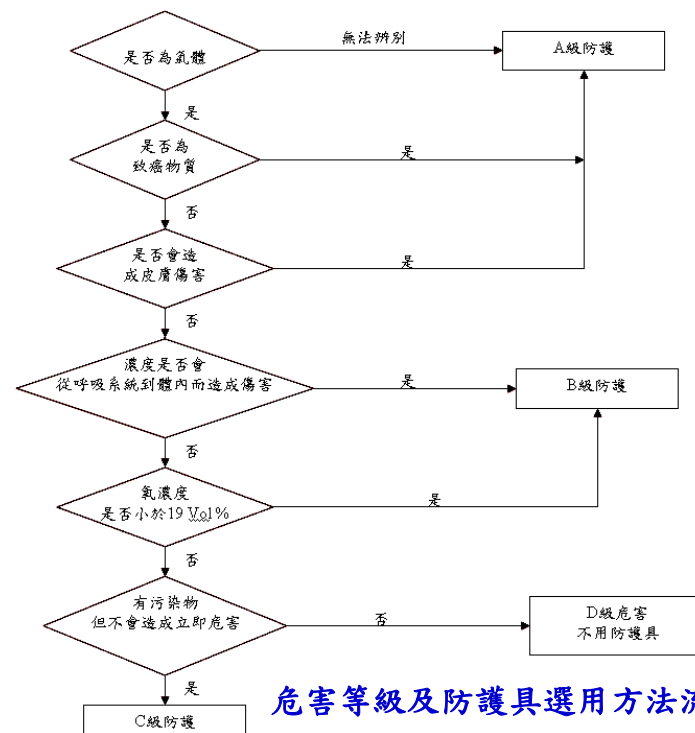 是否為氣體
無法辨別
A級防護
是
是否為
致癌物質
是
否
是否會造
成皮膚傷害
是
否
濃度是否會
從呼吸系統到體內而造成傷害
是
B級防護
否
氧濃度
是否小於19 Vol%
是
否
有污染物
但不會造成立即危害
否
D級危害
不用防護具
是
C級防護
危害等級及防護具選用方法流